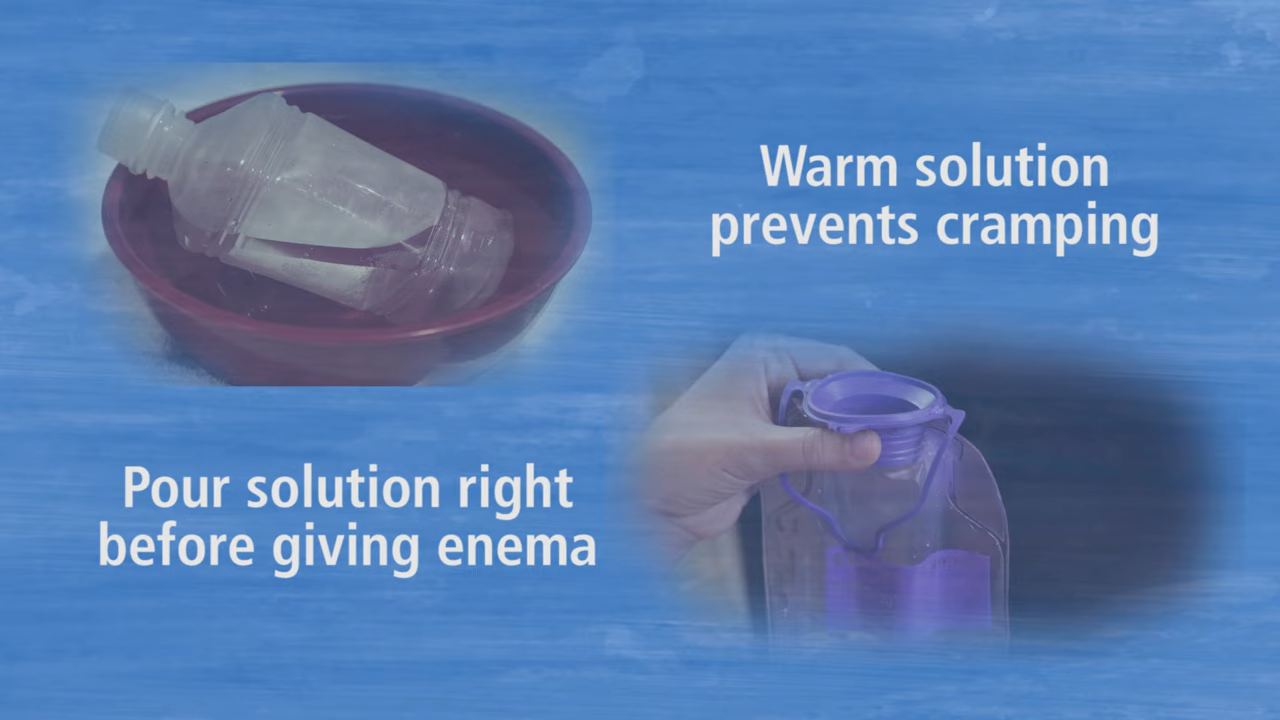 Warm solution
prevents cramping
Pour solution right
before giving enema